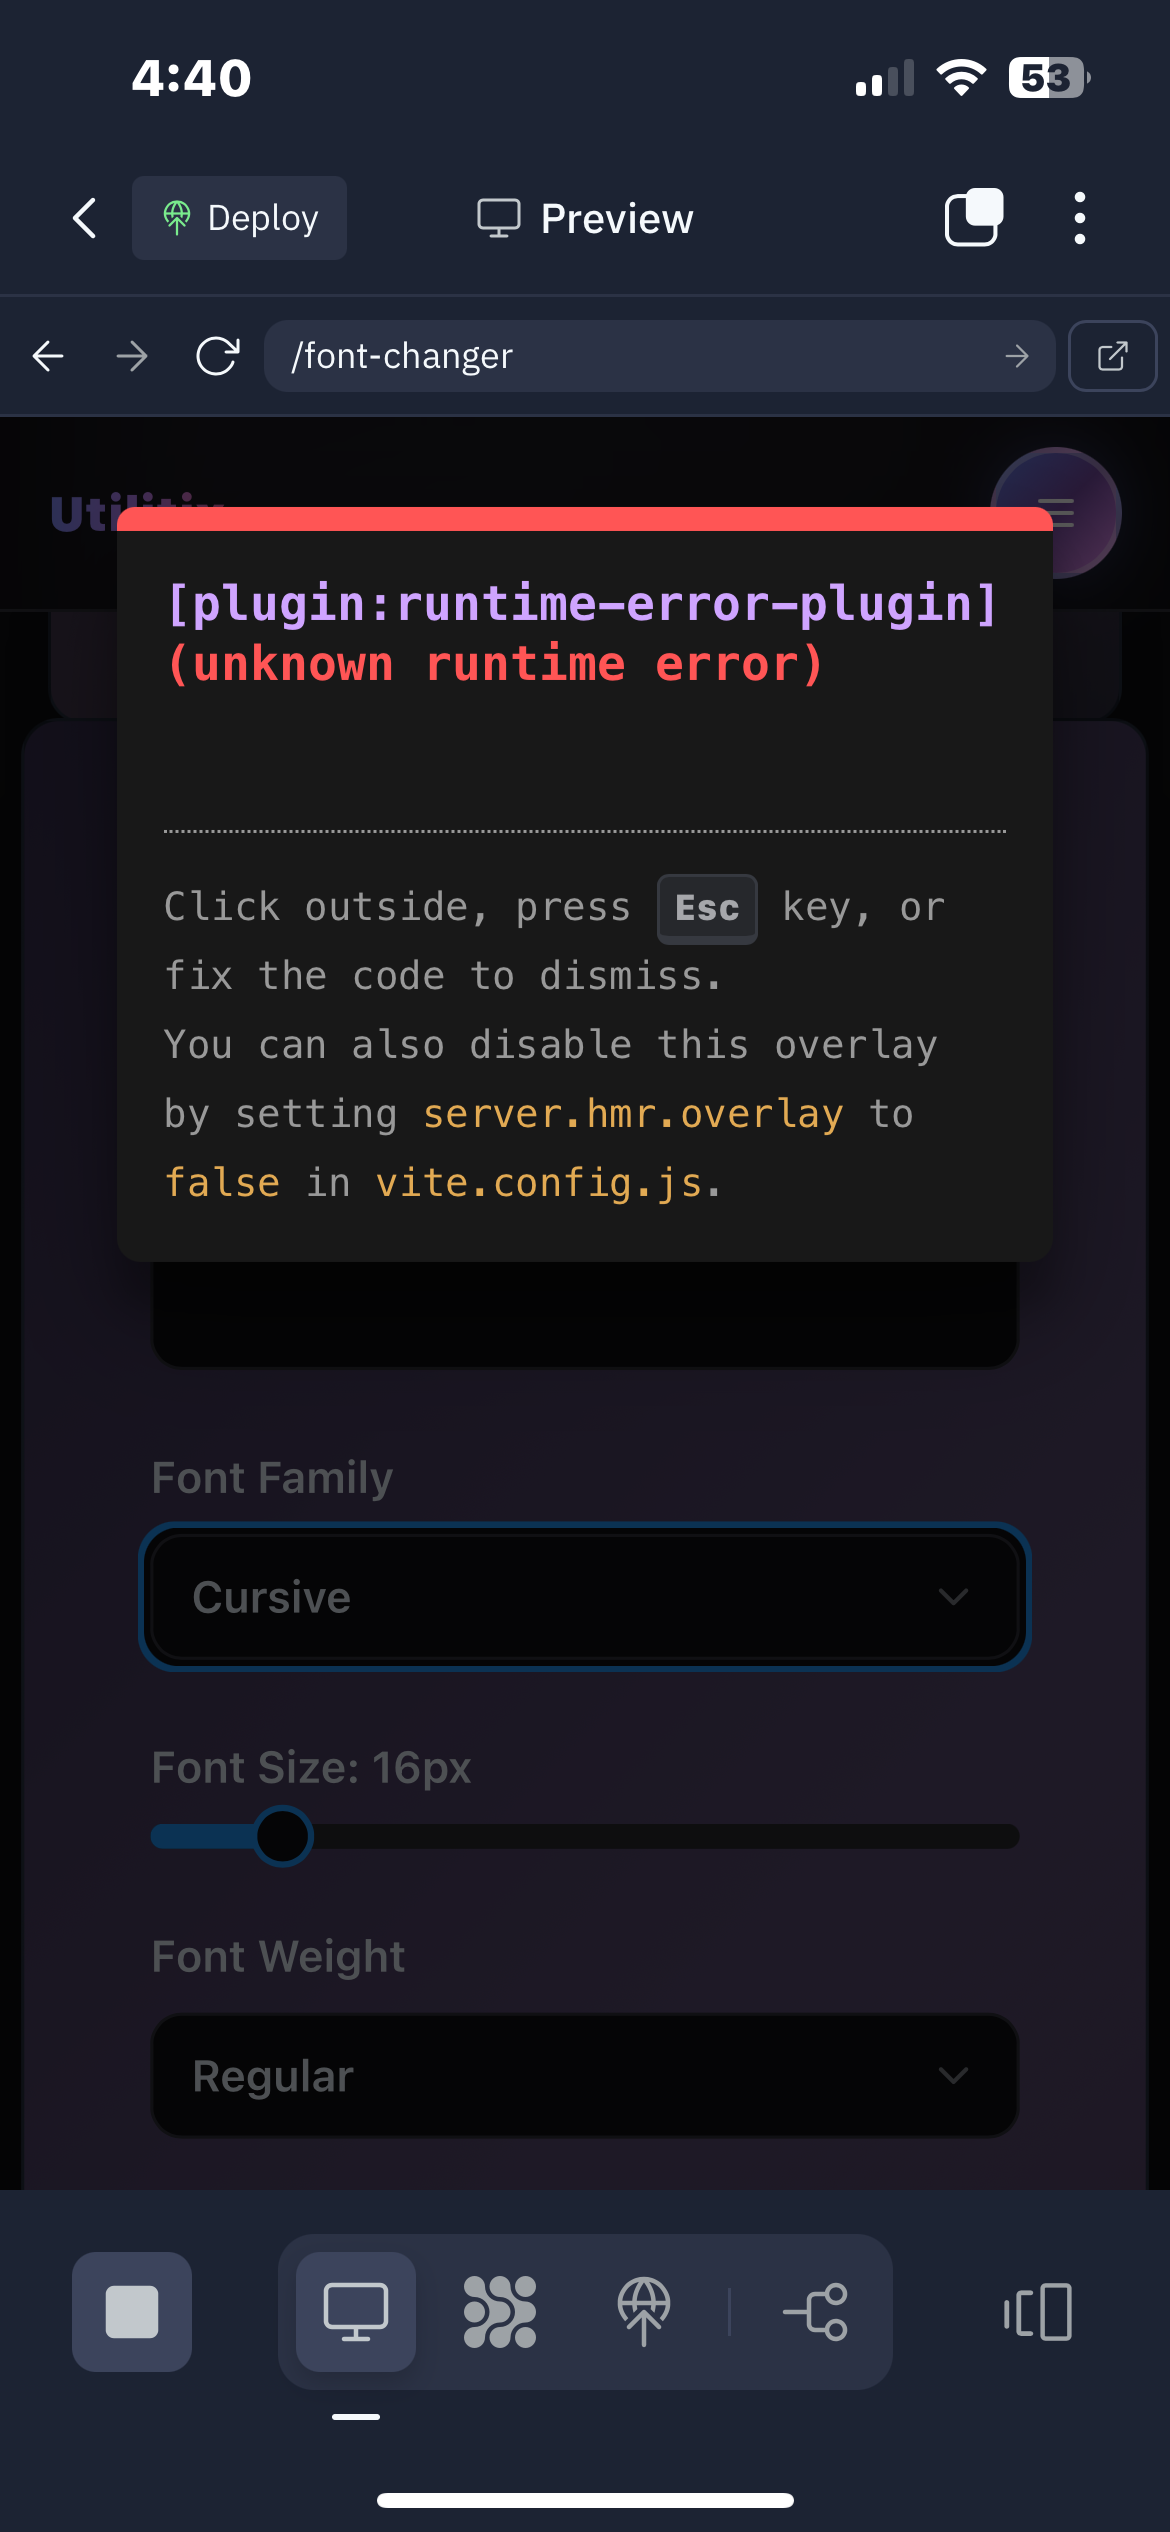 4:40
53
Deploy
Preview
/font-changer
Utilitix
[plugin:runtime-error-plugin]
(unknown runtime error)
Click outside, press Esc key, or
fix the code to dismiss.
You can also disable this overlay
by setting server.hmr.overlay to
false in vite.config.js.
Font Family
Cursive
Font Size: 16px
Font Weight
Regular